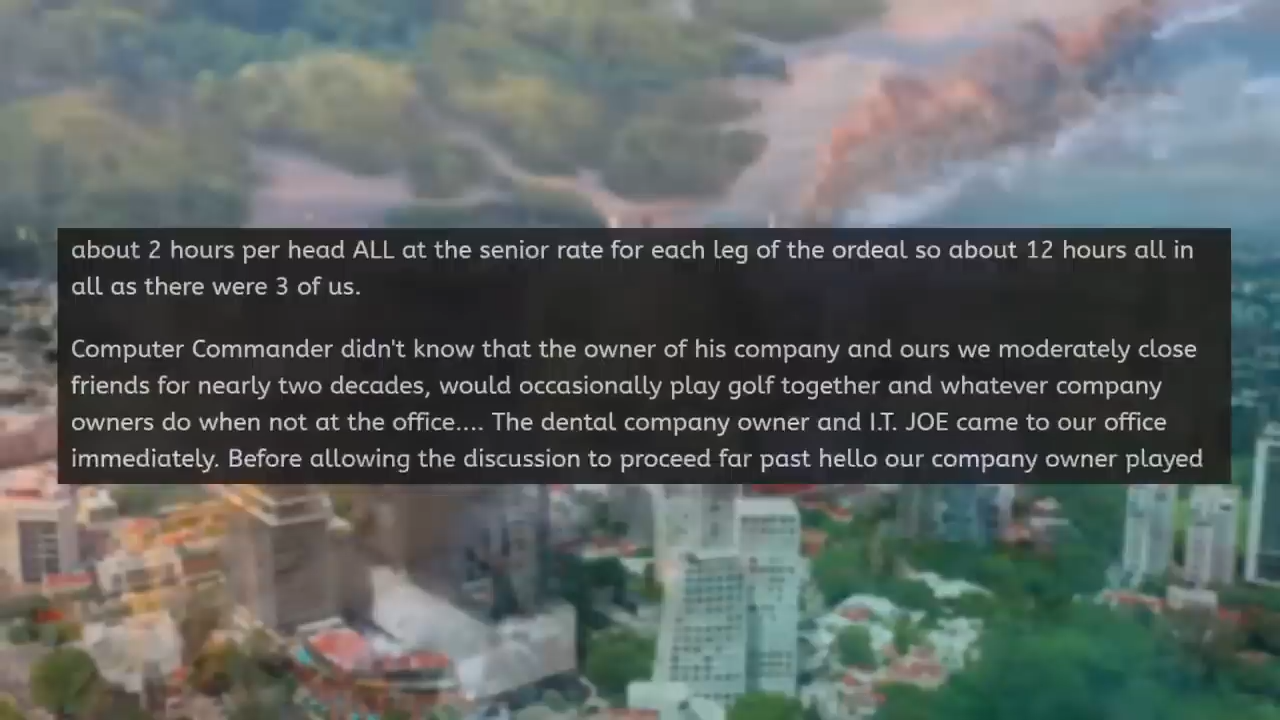 about 2 hours per head ALL at the senior rate for each leg of the ordeal so about 12 hours all in
all as there were 3 of us.
Computer Commander didn't know that the owner of his company and ours we moderately close
friends for nearly two decades, would occasionally play golf together and whatever company
owners do when not at the office.... The dental company owner and I.T. JOE came to our office
immediately. Before allowing the discussion to proceed far past hello our company owner played